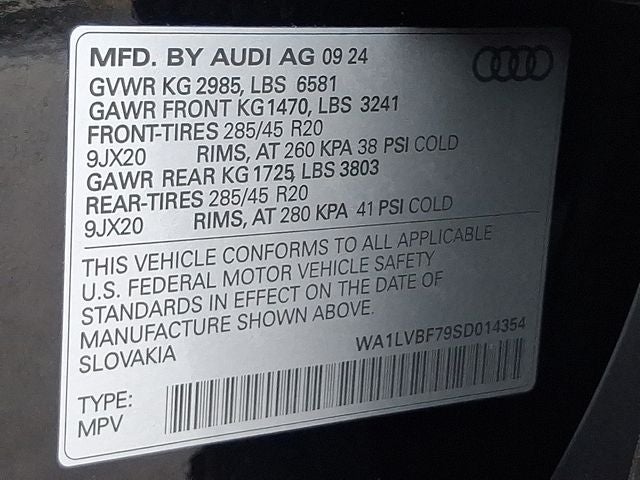 MFD. BY AUDI AG 09 24
GVWR KG 2985, LBS 6581
GAWR FRONT KG1470, LBS 3241
FRONT-TIRES 285/45 R20
9JX20 RIMS, AT 260 KPA 38 PSI COLD
GAWR REAR KG 1725, LBS 3803
REAR-TIRES 285/45 R20
9JX20 RIMS, AT 280 KPA 41 PSI COLD
THIS VEHICLE CONFORMS TO ALL APPLICABLE
U.S. FEDERAL MOTOR VEHICLE SAFETY
STANDARDS IN EFFECT ON THE DATE OF
MANUFACTURE SHOWN ABOVE.
SLOVAKIA
WA1LVBF79SD014354
TYPE:
MPV